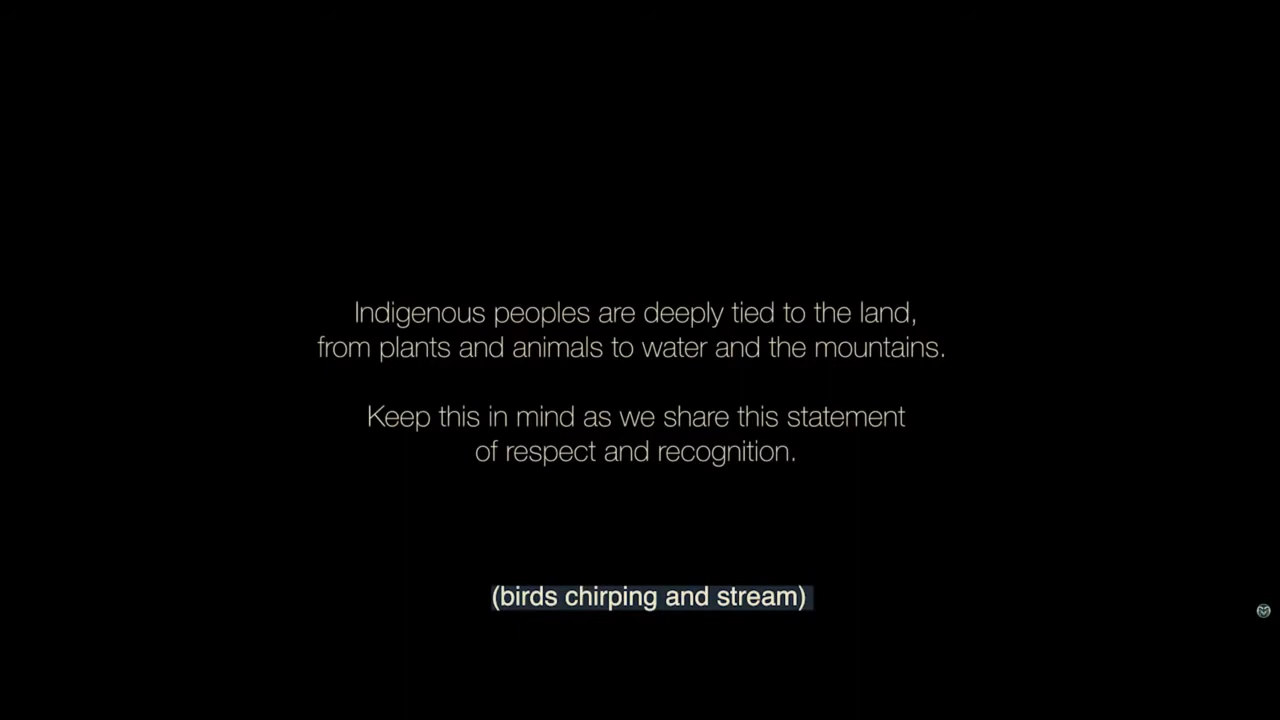 Indigenous peoples are deeply tied to the land,
from plants and animals to water and the mountains.
Keep this in mind as we share this statement
of respect and recognition.
(birds chirping and stream)